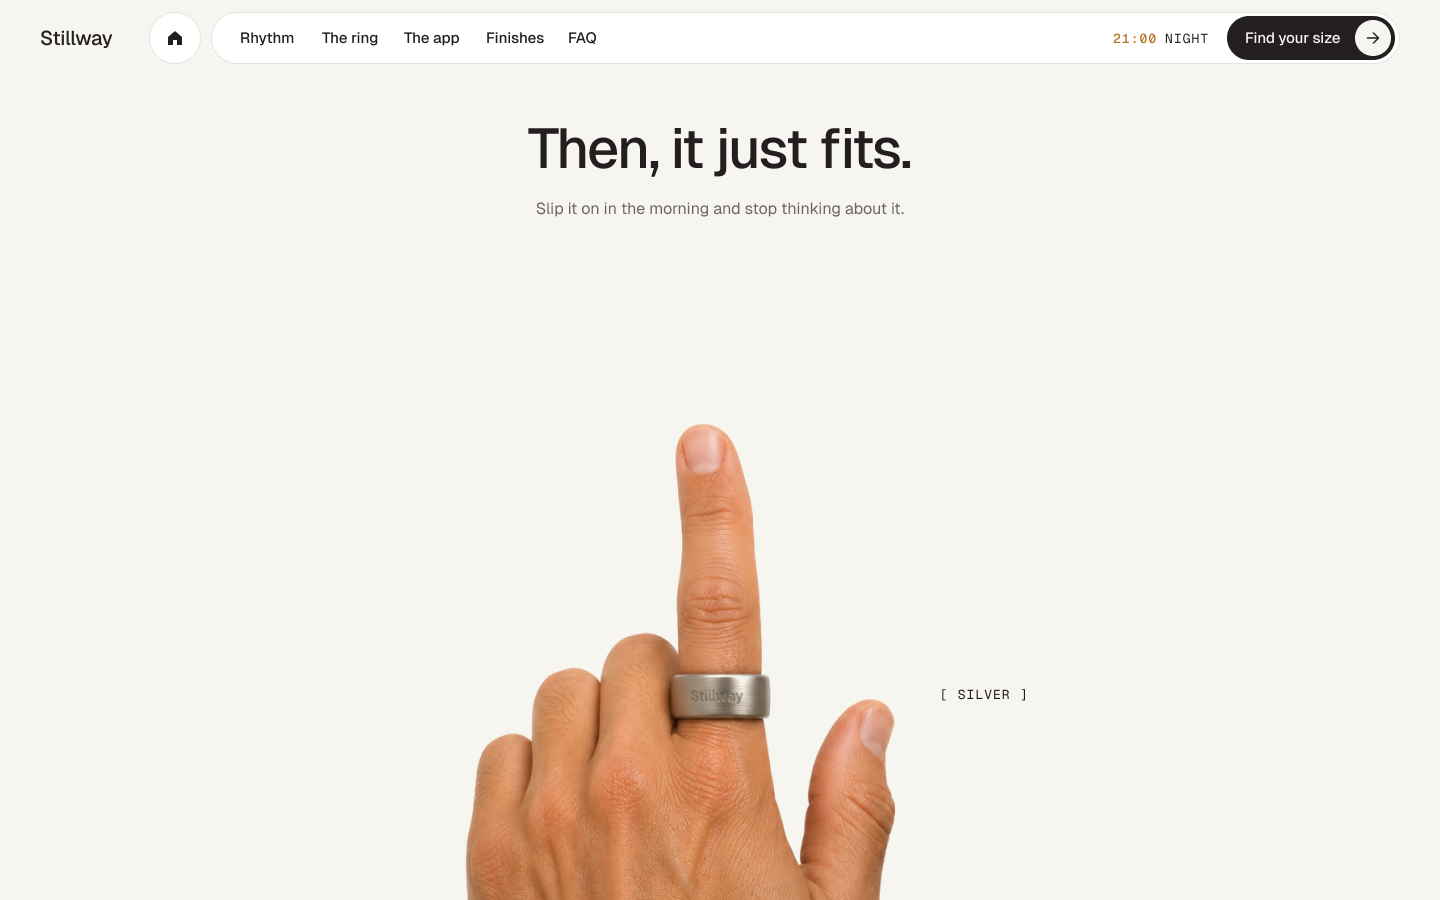 Stillway
Rhythm
The ring
The app
Finishes
FAQ
21:00 NIGHT
Find your size
Then, it just fits.
Slip it on in the morning and stop thinking about it.
Stillway
[ SILVER ]